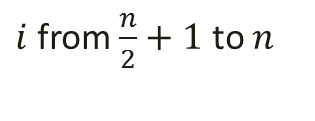 i from n/2 + 1 to n